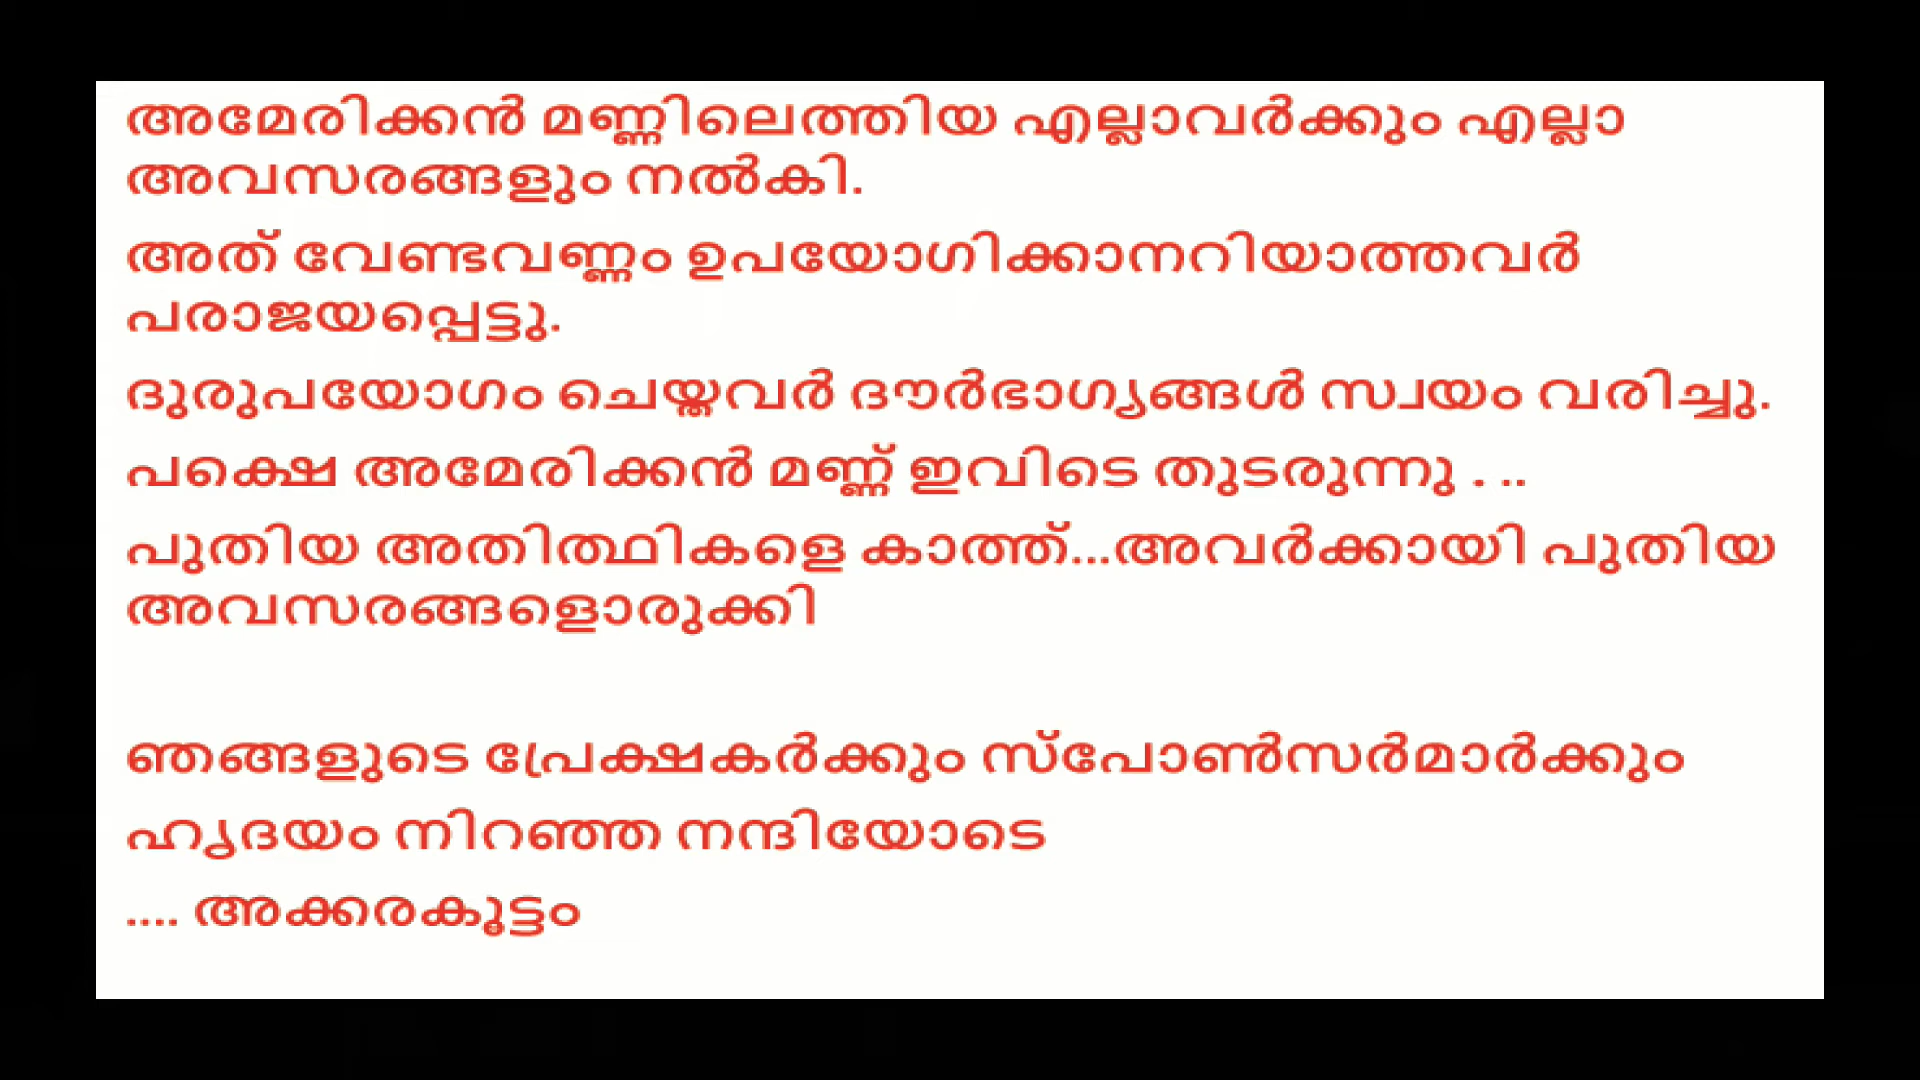 അമേരിക്കൻ മണ്ണിലെത്തിയ എല്ലാവർക്കും എല്ലാ
അവസരങ്ങളും നൽകി.
അത് വേണ്ടവണ്ണം ഉപയോഗിക്കാനറിയാത്തവർ
പരാജയപ്പെട്ടു.
ദുരുപയോഗം ചെയ്തവർ ദൗർഭാഗ്യങ്ങൾ സ്വയം വരിച്ചു.
പക്ഷെ അമേരിക്കൻ മണ്ണ് ഇവിടെ തുടരുന്നു . ..
പുതിയ അതിത്ഥികളെ കാത്ത്...അവർക്കായി പുതിയ
അവസരങ്ങളൊരുക്കി
ഞങ്ങളുടെ പ്രേക്ഷകർക്കും സ്പോൺസർമാർക്കും
ഹൃദയം നിറഞ്ഞ നന്ദിയോടെ
.... അക്കരകൂട്ടം